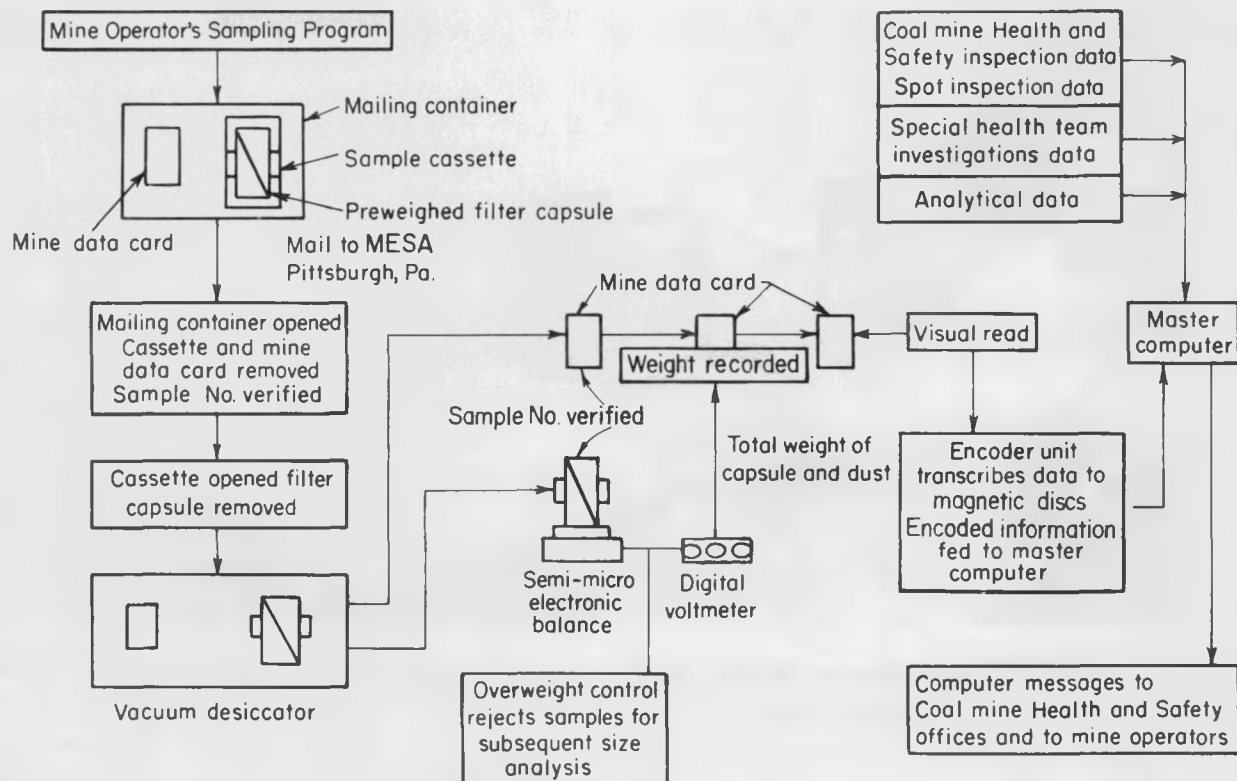 Mine Operator's Sampling Program
Mailing container
Sample cassette
Preweighed filter capsule
Mine data card
Mail to MESA
Pittsburgh, Pa.
Mailing container opened
Cassette and mine
data card removed
Sample No. verified
Cassette opened filter
capsule removed
Vacuum desiccator
Mine data card
Weight recorded
Sample No. verified
Total weight of
capsule and dust
Semi-micro
electronic
balance
Digital
voltmeter
Overweight control
rejects samples for
subsequent size
analysis
Coal mine Health and
Safety inspection data
Spot inspection data
Special health team
investigations data
Analytical data
Visual read
Master
computer
Encoder unit
transcribes data to
magnetic discs
Encoded information
fed to master
computer
Computer messages to
Coal mine Health and Safety
offices and to mine operators